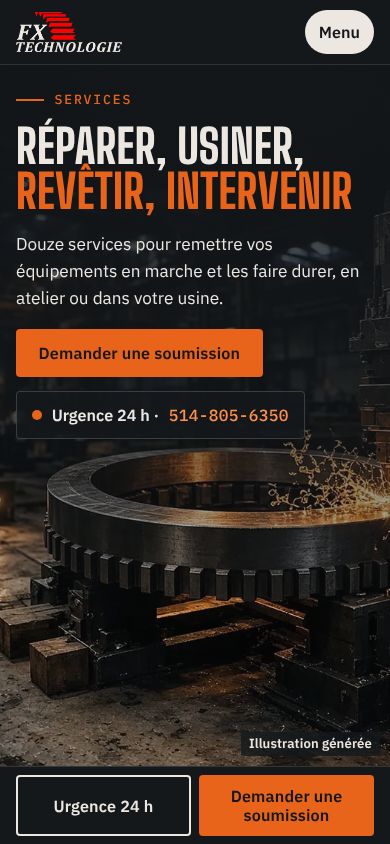 FX
TECHNOLOGIE
Menu
SERVICES
RÉPARER, USINER,
REVÊTIR, INTERVENIR
Douze services pour remettre vos
équipements en marche et les faire durer, en
atelier ou dans votre usine.
Demander une soumission
Urgence 24 h · 514-805-6350
Illustration générée
Urgence 24 h
Demander une
soumission